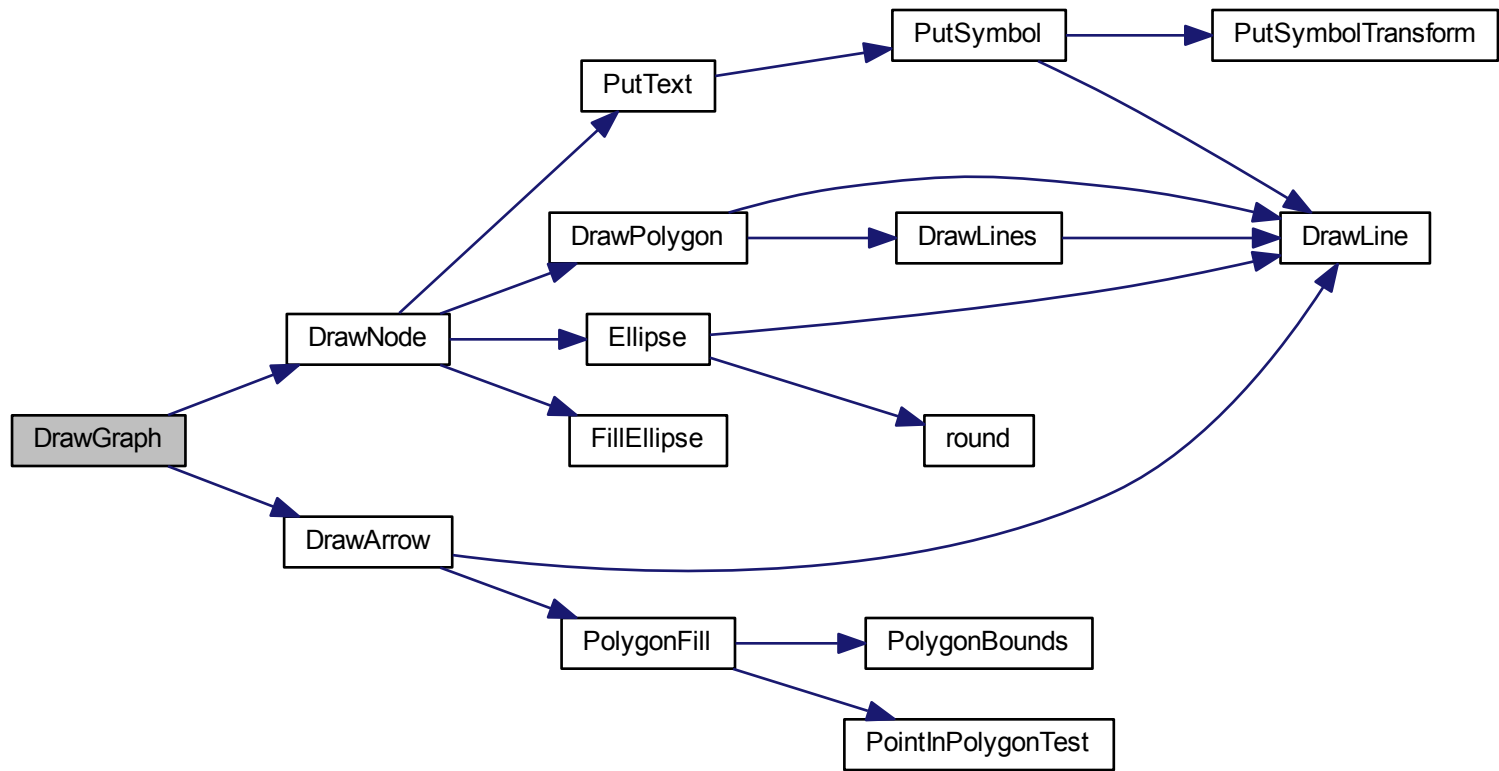 PutSymbol
PutSymbolTransform
PutText
DrawPolygon
DrawLines
DrawLine
DrawNode
Ellipse
DrawGraph
FillEllipse
round
DrawArrow
PolygonFill
PolygonBounds
PointInPolygonTest